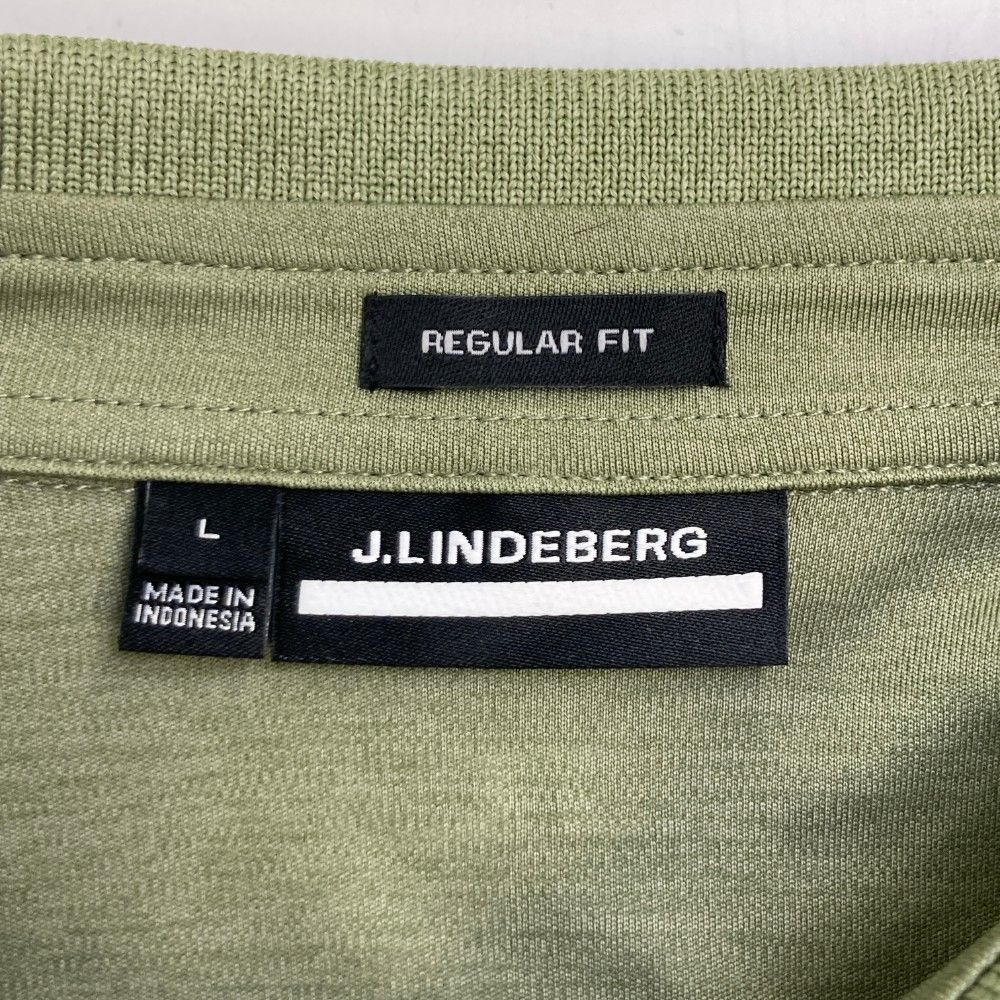 REGULAR FIT
L
MADE IN
INDONESIA
J.LINDEBERG